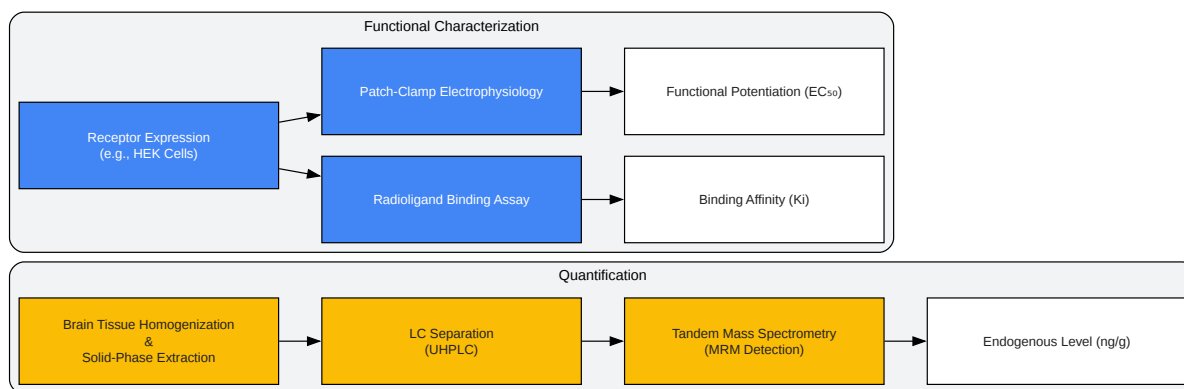 Functional Characterization
Patch-Clamp Electrophysiology
Functional Potentiation (EC₅₀)
Receptor Expression
(e.g., HEK Cells)
Radioligand Binding Assay
Binding Affinity (Ki)
Quantification
Brain Tissue Homogenization
&
Solid-Phase Extraction
LC Separation
(UHPLC)
Tandem Mass Spectrometry
(MRM Detection)
Endogenous Level (ng/g)